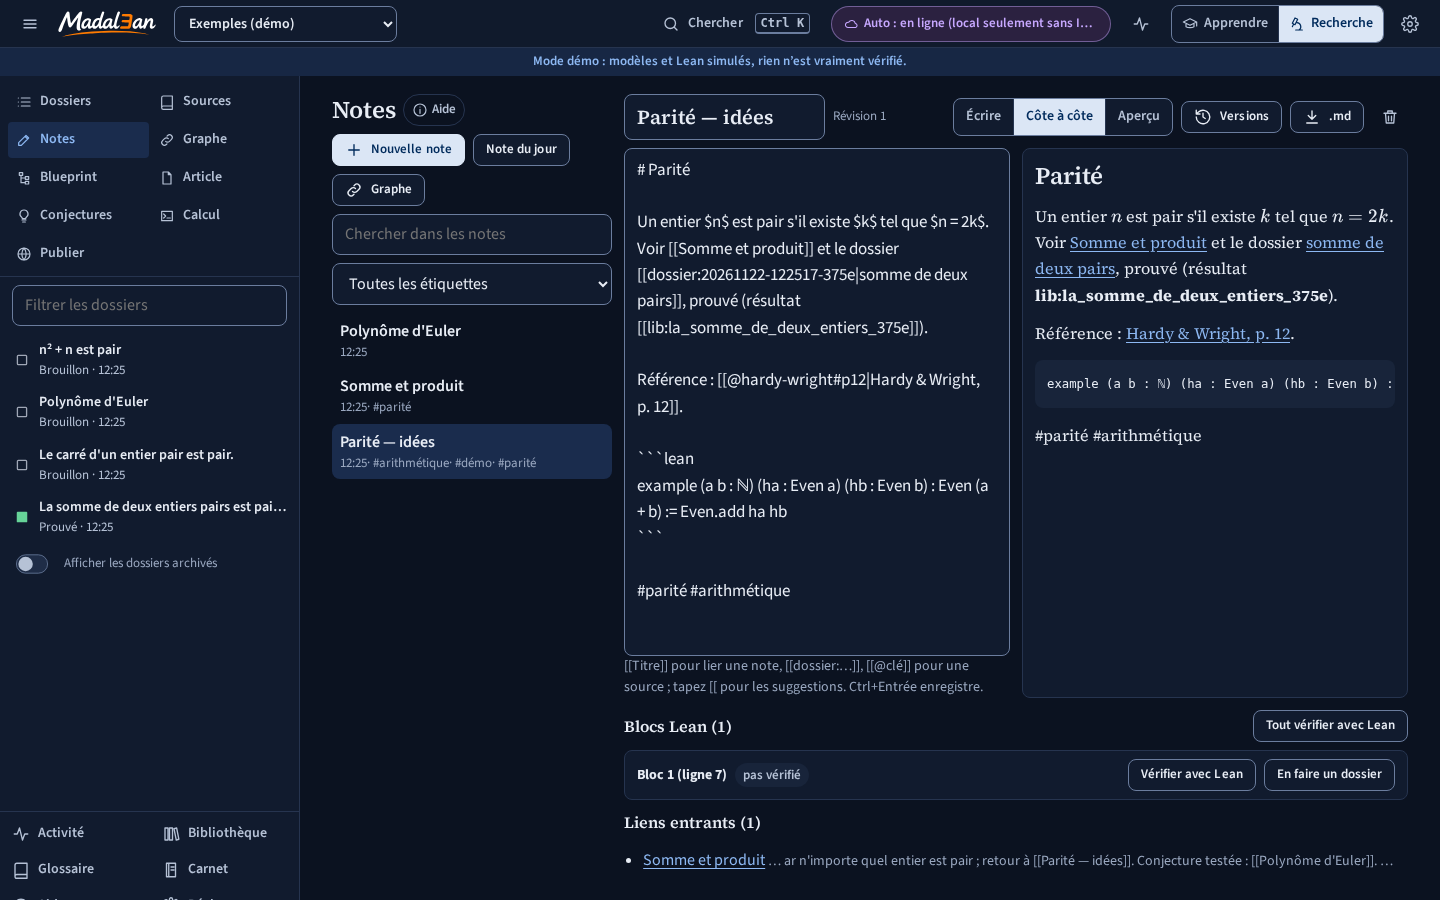 Madal3an
Exemples (démo)
Chercher
Ctrl K
Auto : en ligne (local seulement sans I…
Apprendre
Recherche
Mode démo : modèles et Lean simulés, rien n'est vraiment vérifié.
Dossiers
Sources
Notes
Graphe
Blueprint
Article
Conjectures
Calcul
Publier
Filtrer les dossiers
n² + n est pair
Brouillon · 12:25
Polynôme d'Euler
Brouillon · 12:25
Le carré d'un entier pair est pair.
Brouillon · 12:25
La somme de deux entiers pairs est pai…
Prouvé · 12:25
Afficher les dossiers archivés
Activité
Bibliothèque
Glossaire
Carnet
Notes
Aide
Nouvelle note
Note du jour
Graphe
Chercher dans les notes
Toutes les étiquettes
Polynôme d'Euler
12:25
Somme et produit
12:25· #parité
Parité — idées
12:25· #arithmétique· #démo· #parité
Parité — idées
Révision 1
Écrire
Côte à côte
Aperçu
Versions
.md
# Parité
Un entier $n$ est pair s'il existe $k$ tel que $n = 2k$.
Voir [[Somme et produit]] et le dossier
[[dossier:20261122-122517-375e|somme de deux
pairs]], prouvé (résultat
[[lib:la_somme_de_deux_entiers_375e]]).
Référence : [[@hardy-wright#p12|Hardy & Wright,
p. 12]].
```lean
example (a b : ℕ) (ha : Even a) (hb : Even b) : Even (a
+ b) := Even.add ha hb
```
#parité #arithmétique
[[Titre]] pour lier une note, [[dossier:…]], [[@clé]] pour une
source ; tapez [[ pour les suggestions. Ctrl+Entrée enregistre.
Parité
Un entier n est pair s'il existe k tel que n = 2k.
Voir Somme et produit et le dossier somme de
deux pairs, prouvé (résultat
lib:la_somme_de_deux_entiers_375e).
Référence : Hardy & Wright, p. 12.
example (a b : ℕ) (ha : Even a) (hb : Even b) :
#parité #arithmétique
Blocs Lean (1)
Tout vérifier avec Lean
Bloc 1 (ligne 7)
pas vérifié
Vérifier avec Lean
En faire un dossier
Liens entrants (1)
Somme et produit … ar n'importe quel entier est pair ; retour à [[Parité — idées]]. Conjecture testée : [[Polynôme d'Euler]]. …